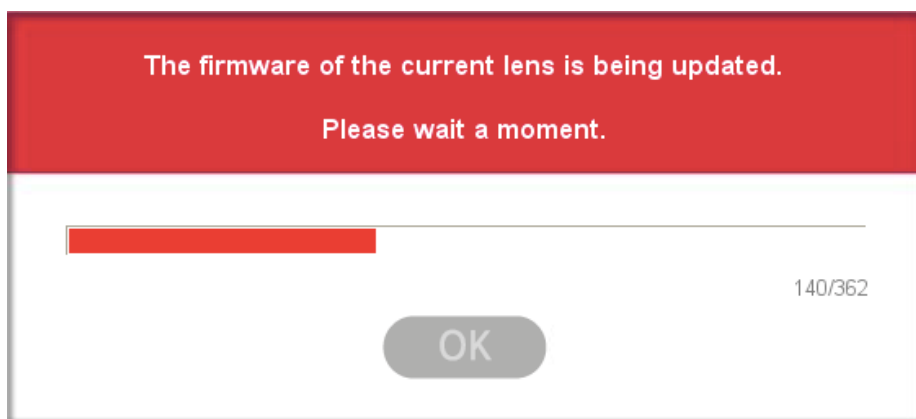 The firmware of the current lens is being updated.
Please wait a moment.
140/362
OK